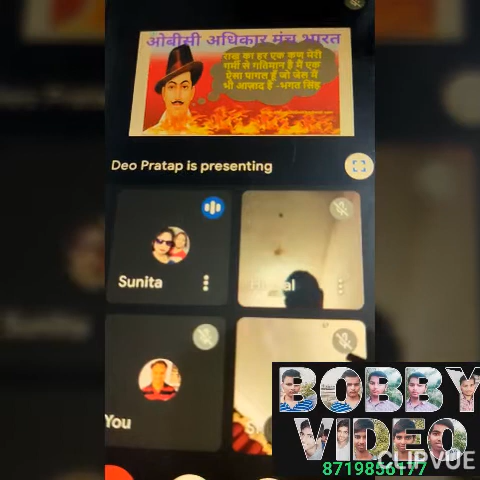 ओबीसी अधिकार मंच भारत
राख का हर एक कण मेरी
गर्मी से गतिमान है मैं एक
ऐसा पागल हूँ जो जेल में
भी आज़ाद है -भगत सिंह
Deo Pratap is presenting
Sunita
You
BOBBY
VIDEO
8719856177
CLIPVUE